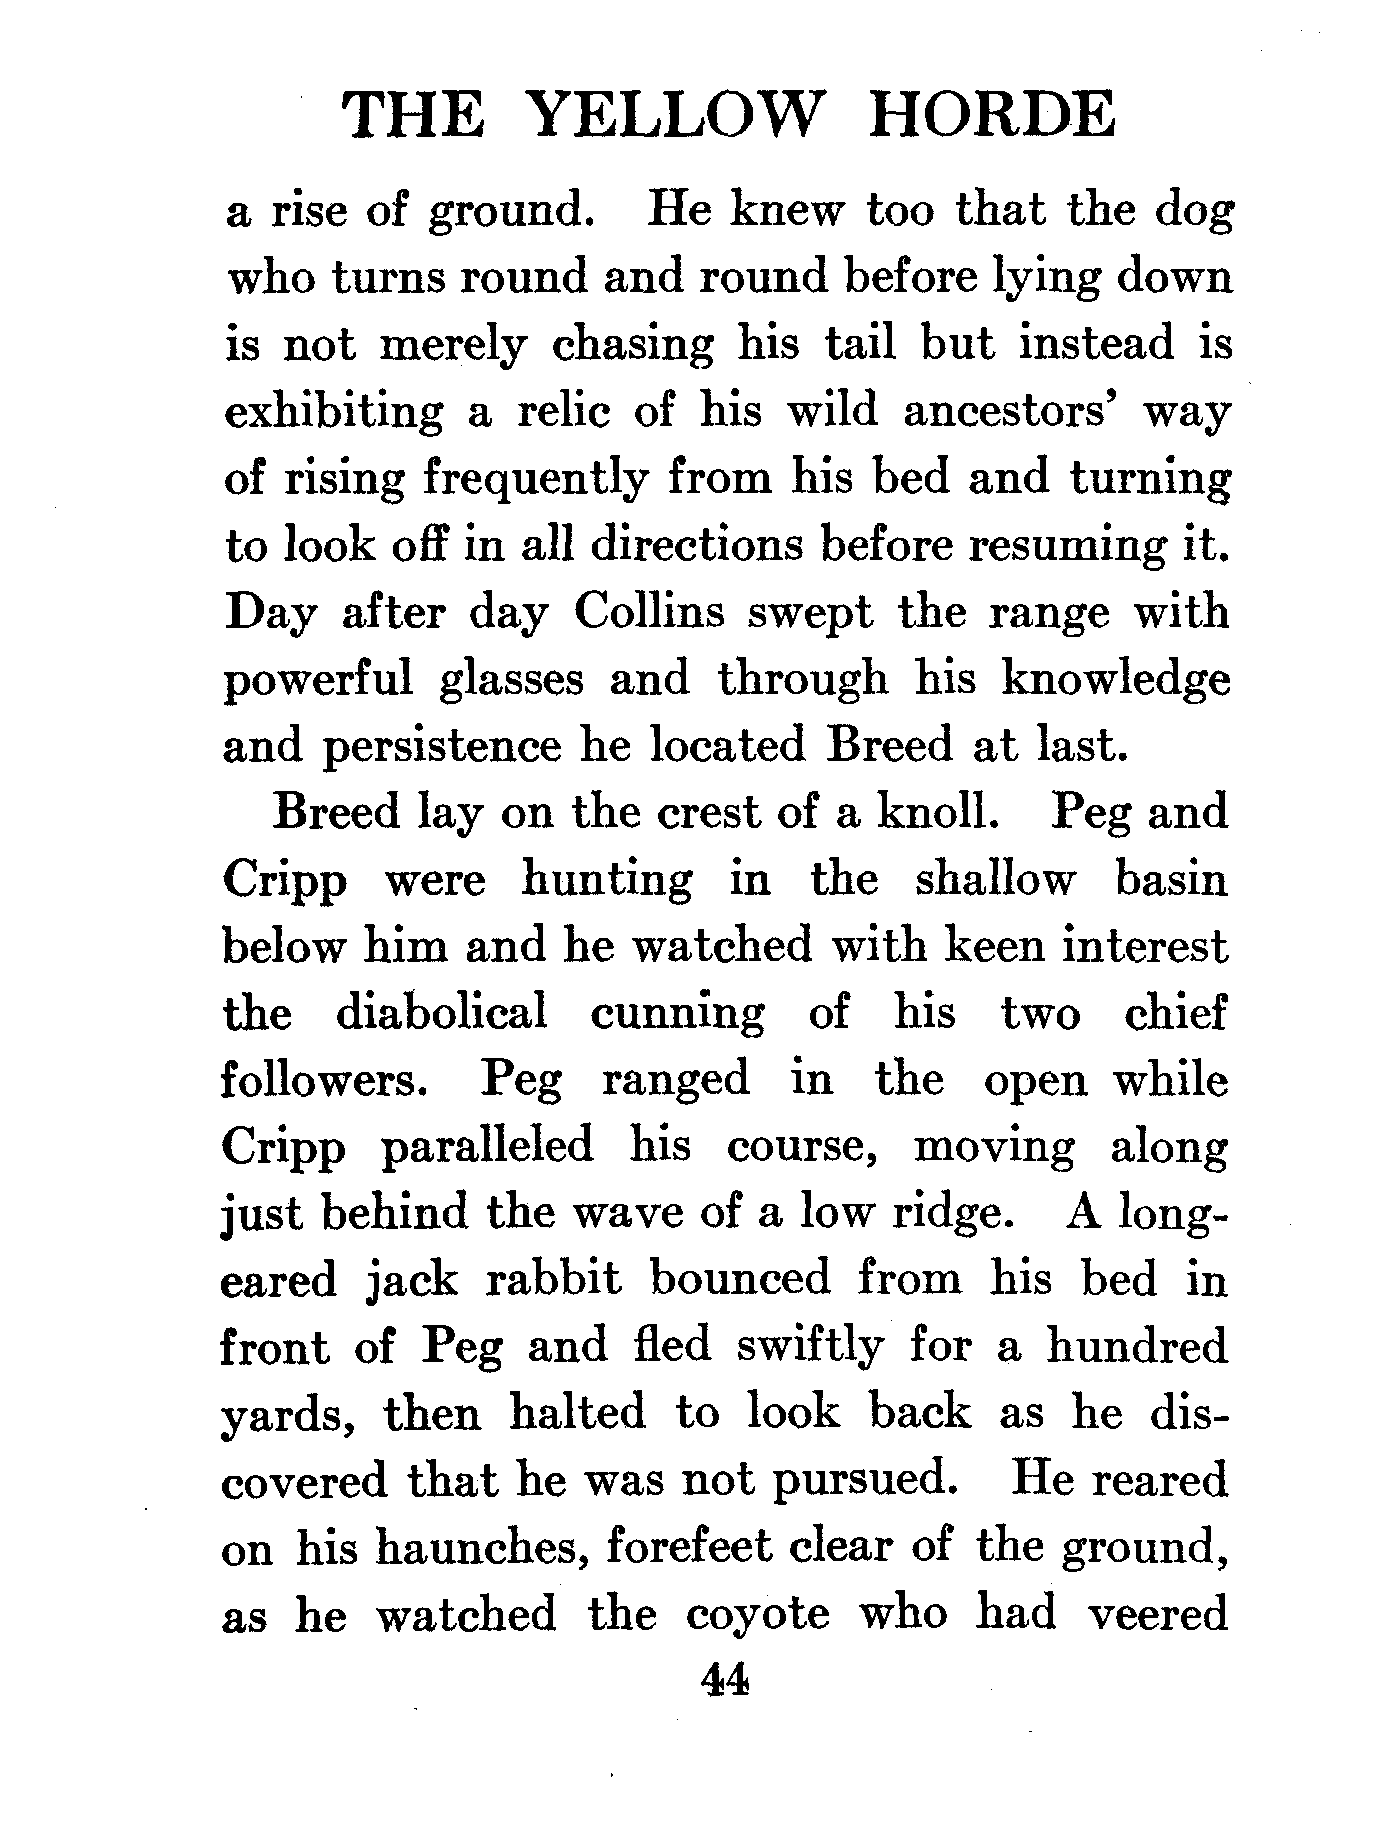 THE YELLOW HORDE
a rise of ground. He knew too that the dog
who turns round and round before lying down
is not merely chasing his tail but instead is
exhibiting a relic of his wild ancestors’ way
of rising frequently from his bed and turning
to look off in all directions before resuming it.
Day after day Collins swept the range with
powerful glasses and through his knowledge
and persistence he located Breed at last.
Breed lay on the crest of a knoll. Peg and
Cripp were hunting in the shallow basin
below him and he watched with keen interest
the diabolical cunning of his two chief
followers. Peg ranged in the open while
Cripp paralleled his course, moving along
just behind the wave of a low ridge. A long-
eared jack rabbit bounced from his bed in
front of Peg and fled swiftly for a hundred
yards, then halted to look back as he dis-
covered that he was not pursued. He reared
on his haunches, forefeet clear of the ground,
as he watched the coyote who had veered
44